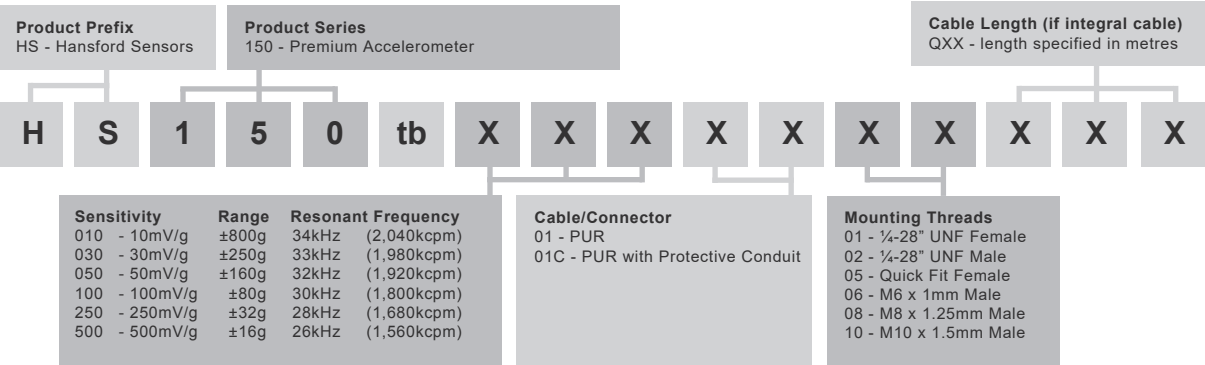 Product Prefix
HS - Hansford Sensors
Product Series
150 - Premium Accelerometer
Cable Length (if integral cable)
QXX - length specified in metres
H S 1 5 0 tb X X X X X X X X X X
Sensitivity Range Resonant Frequency
010 - 10mV/g ±800g 34kHz (2,040kcpm)
030 - 30mV/g ±250g 33kHz (1,980kcpm)
050 - 50mV/g ±160g 32kHz (1,920kcpm)
100 - 100mV/g ±80g 30kHz (1,800kcpm)
250 - 250mV/g ±32g 28kHz (1,680kcpm)
500 - 500mV/g ±16g 26kHz (1,560kcpm)
Cable/Connector
01 - PUR
01C - PUR with Protective Conduit
Mounting Threads
01 - ¼-28” UNF Female
02 - ¼-28” UNF Male
05 - Quick Fit Female
06 - M6 x 1mm Male
08 - M8 x 1.25mm Male
10 - M10 x 1.5mm Male